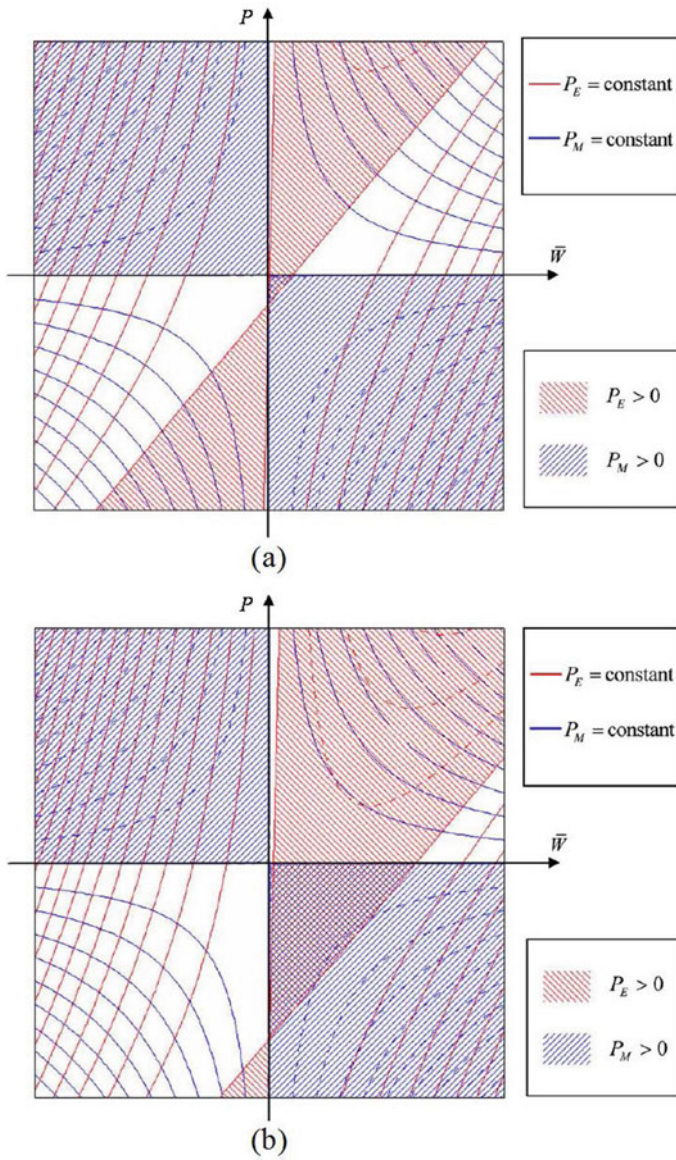 P
P_E = constant
P_M = constant
W̄
P_E > 0
P_M > 0
(a)
P
P_E = constant
P_M = constant
W̄
P_E > 0
P_M > 0
(b)